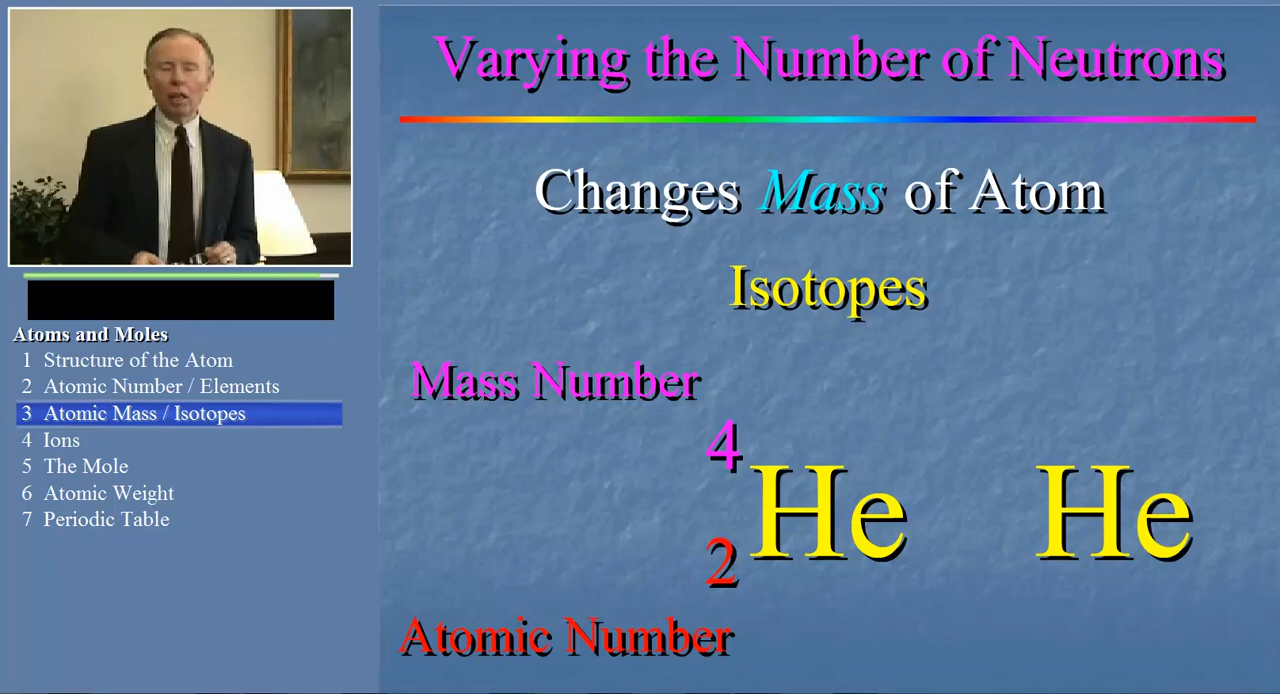 Varying the Number of Neutrons
Changes Mass of Atom
Isotopes
Mass Number
4
He He
2
Atomic Number
Atoms and Moles
1 Structure of the Atom
2 Atomic Number / Elements
3 Atomic Mass / Isotopes
4 Ions
5 The Mole
6 Atomic Weight
7 Periodic Table